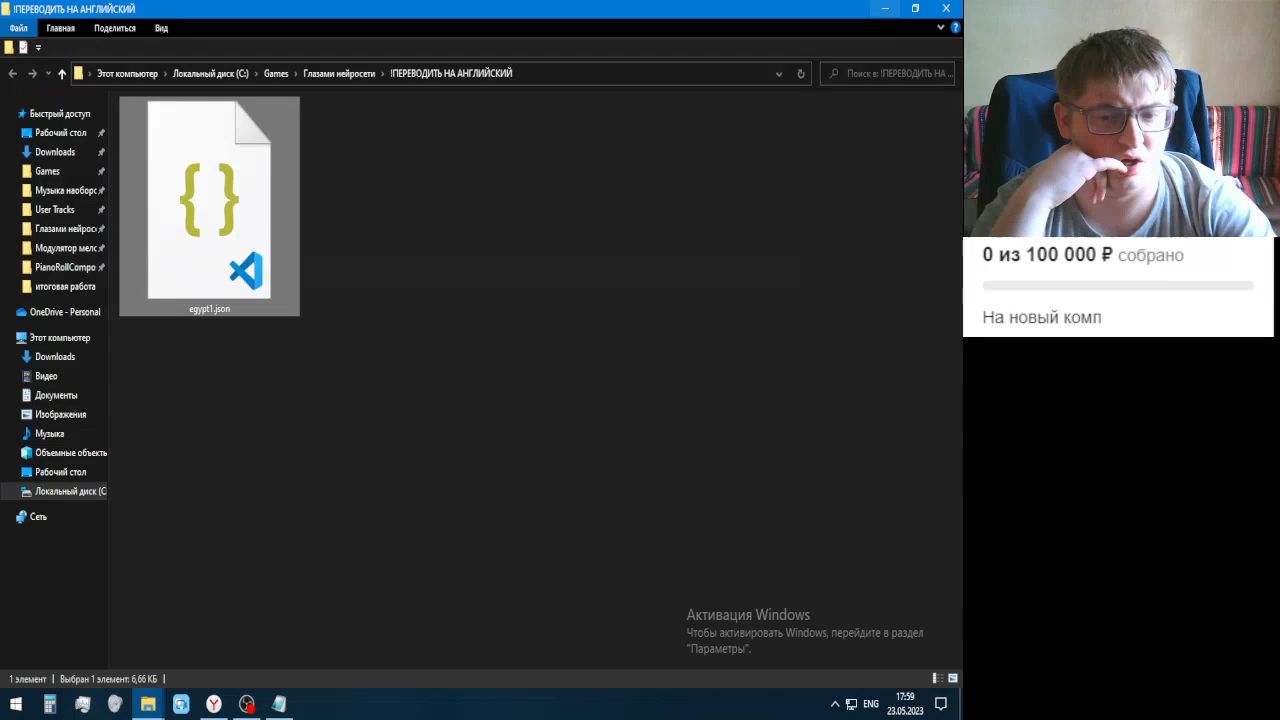 !ПЕРЕВОДИТЬ НА АНГЛИЙСКИЙ
Файл
Главная
Поделиться
Вид
Этот компьютер
Локальный диск (C:)
Games
Глазами нейросети
!ПЕРЕВОДИТЬ НА АНГЛИЙСКИЙ
Поиск в: !ПЕРЕВОДИТЬ НА ...
Быстрый доступ
Рабочий стол
Downloads
Games
Музыка наоборо
User Tracks
Глазами нейросе
Модулятор мело
PianoRollCompo
итоговая работа
OneDrive - Personal
Этот компьютер
Downloads
Видео
Документы
Изображения
Музыка
Объемные объекты
Рабочий стол
Локальный диск (C
Сеть
{ }
egypt1.json
0 из 100 000 ₽ собрано
На новый комп
Активация Windows
Чтобы активировать Windows, перейдите в раздел
"Параметры".
1 элемент
Выбран 1 элемент: 6,66 КБ
ENG
17:59
23.05.2023